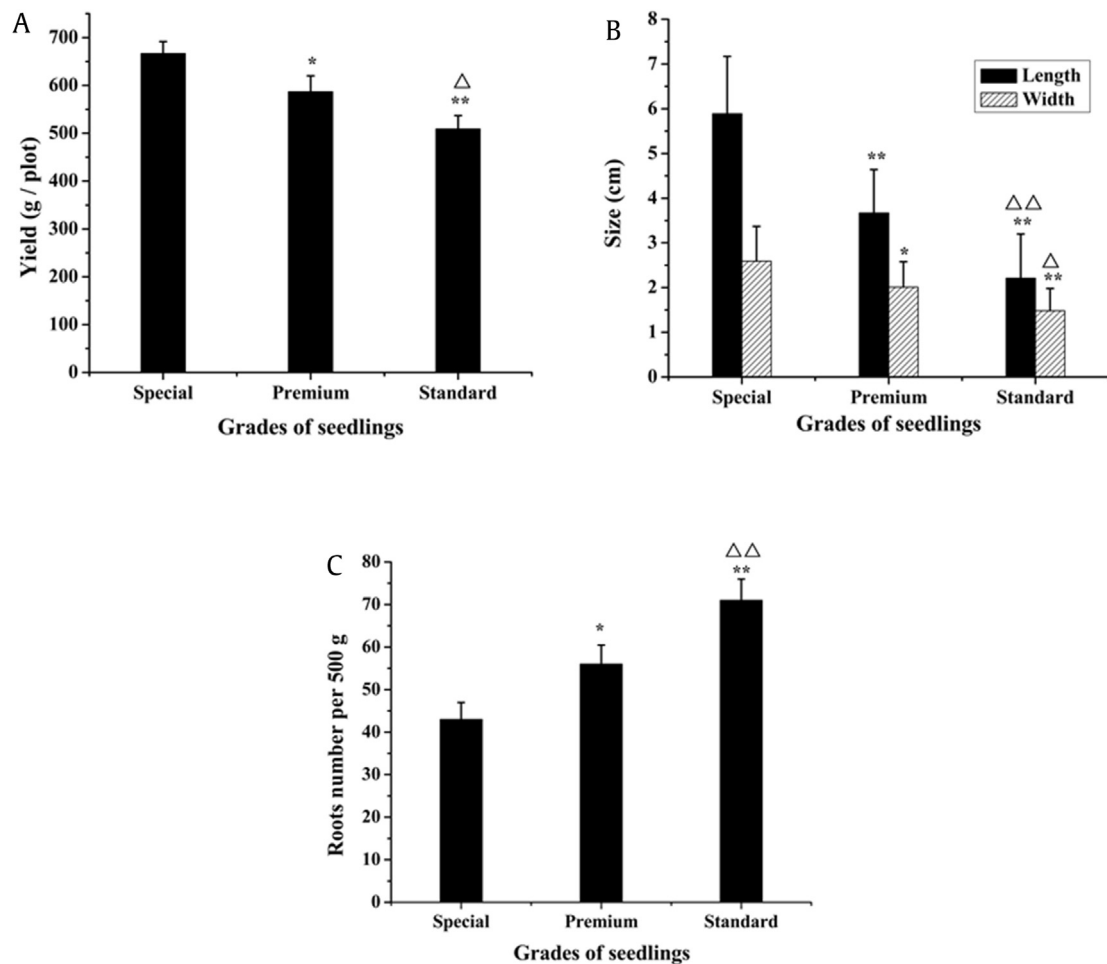 A
700
600
500
400
300
200
100
0
Yield (g / plot)
*
△
**
Special Premium Standard
Grades of seedlings
B
8
7
6
5
4
3
2
1
0
Size (cm)
Length
Width
**
*
△△
**
△
**
Special Premium Standard
Grades of seedlings
C
80
70
60
50
40
30
20
10
0
Roots number per 500 g
*
△△
**
Special Premium Standard
Grades of seedlings